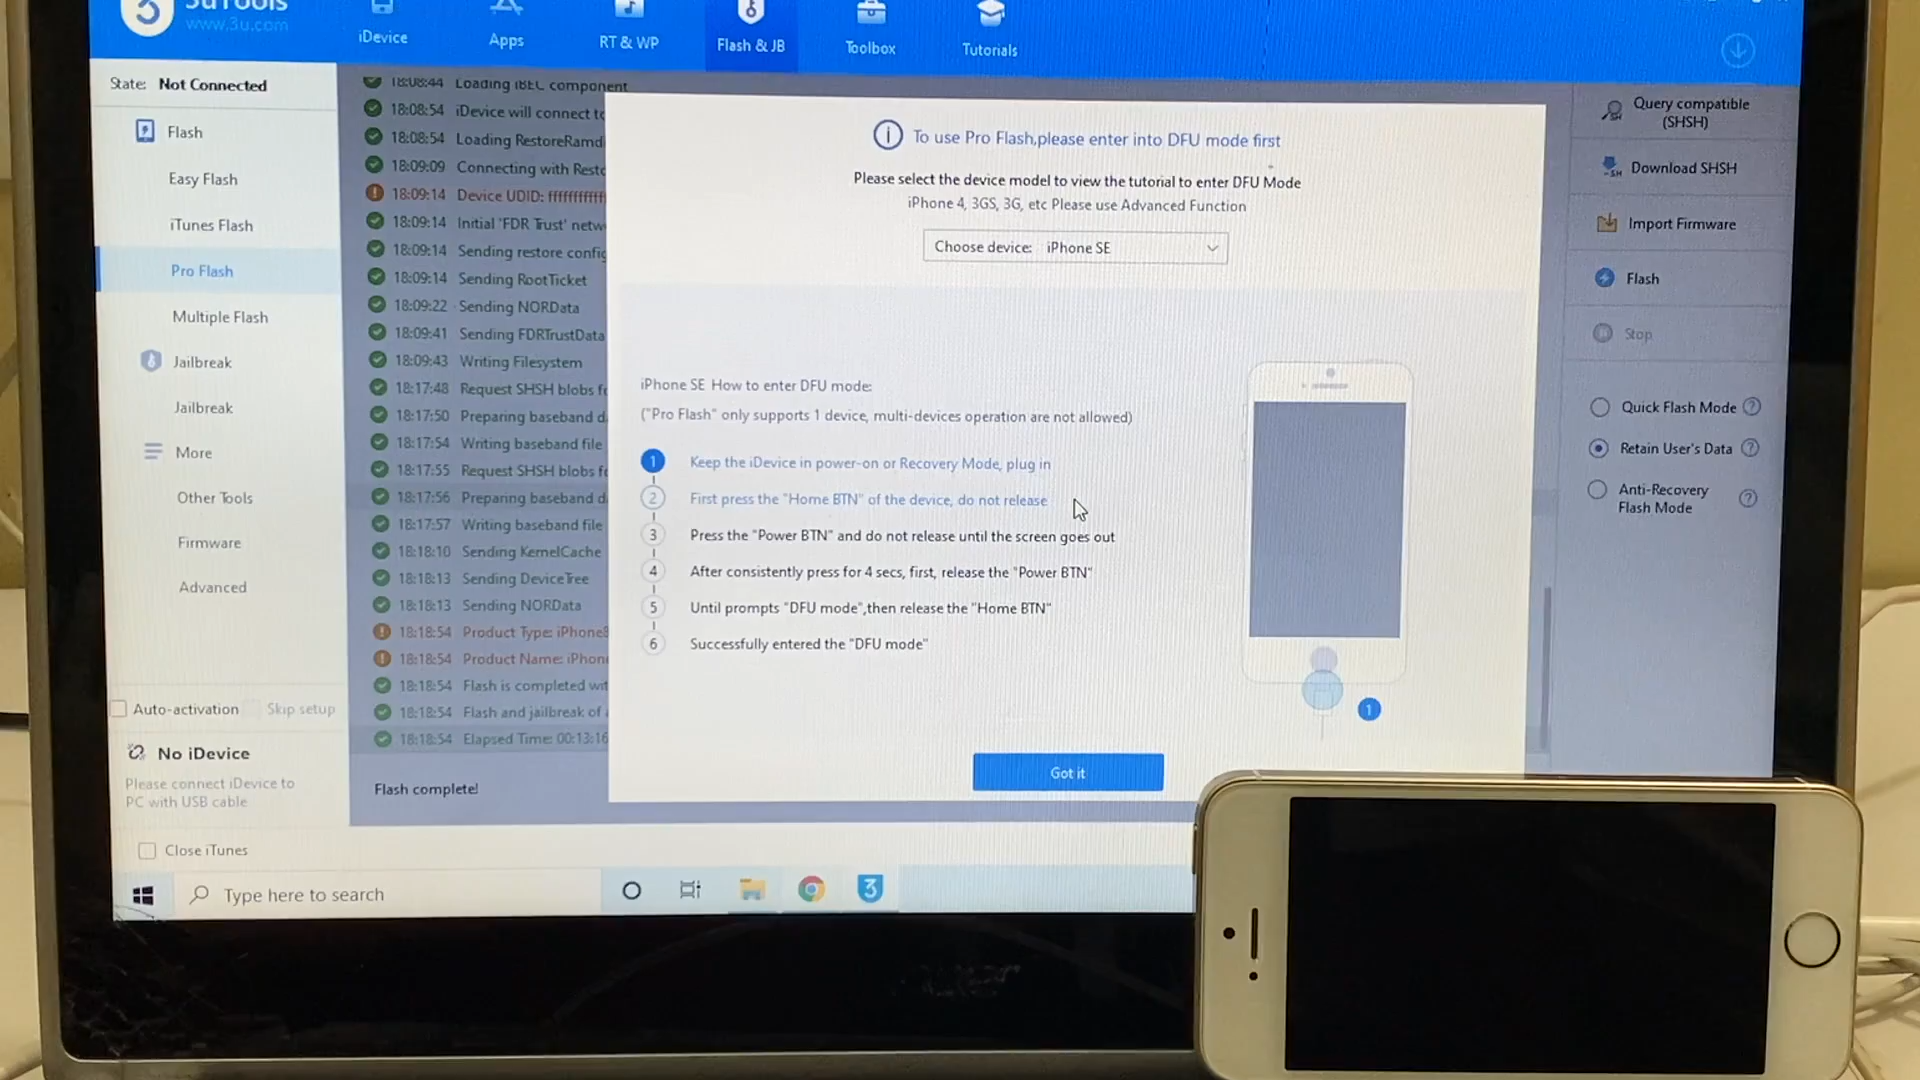 3uTools
www.3u.com
iDevice
Apps
RT & WP
Flash & JB
Toolbox
Tutorials
State: Not Connected
Flash
Easy Flash
iTunes Flash
Pro Flash
Multiple Flash
Jailbreak
Jailbreak
More
Other Tools
Firmware
Advanced
Auto-activation
Skip setup
No iDevice
Please connect iDevice to
PC with USB cable
Close iTunes
18:08:44 Loading iBEC component
18:08:54 iDevice will connect to
18:08:54 Loading RestoreRamd
18:09:09 Connecting with Resto
18:09:14 Device UDID: fffffffffff
18:09:14 Initial 'FDR Trust' netw
18:09:14 Sending restore config
18:09:14 Sending RootTicket
18:09:22 Sending NORData
18:09:41 Sending FDRTrustData
18:09:43 Writing Filesystem
18:17:48 Request SHSH blobs f
18:17:50 Preparing baseband d
18:17:54 Writing baseband file
18:17:55 Request SHSH blobs f
18:17:56 Preparing baseband d
18:17:57 Writing baseband file
18:18:10 Sending KernelCache
18:18:13 Sending DeviceTree
18:18:13 Sending NORData
18:18:54 Product Type: iPhone8
18:18:54 Product Name: iPhon
18:18:54 Flash is completed wit
18:18:54 Flash and jailbreak of
18:18:54 Elapsed Time: 00:13:16
Flash complete!
To use Pro Flash,please enter into DFU mode first
Please select the device model to view the tutorial to enter DFU Mode
iPhone 4, 3GS, 3G, etc Please use Advanced Function
Choose device: iPhone SE
iPhone SE How to enter DFU mode:
("Pro Flash" only supports 1 device, multi-devices operation are not allowed)
1 Keep the iDevice in power-on or Recovery Mode, plug in
2 First press the "Home BTN" of the device, do not release
3 Press the "Power BTN" and do not release until the screen goes out
4 After consistently press for 4 secs, first, release the "Power BTN"
5 Until prompts "DFU mode",then release the "Home BTN"
6 Successfully entered the "DFU mode"
1
Got it
Query compatible
(SHSH)
Download SHSH
Import Firmware
Flash
Stop
Quick Flash Mode ?
Retain User's Data ?
Anti-Recovery
Flash Mode ?
Type here to search
3